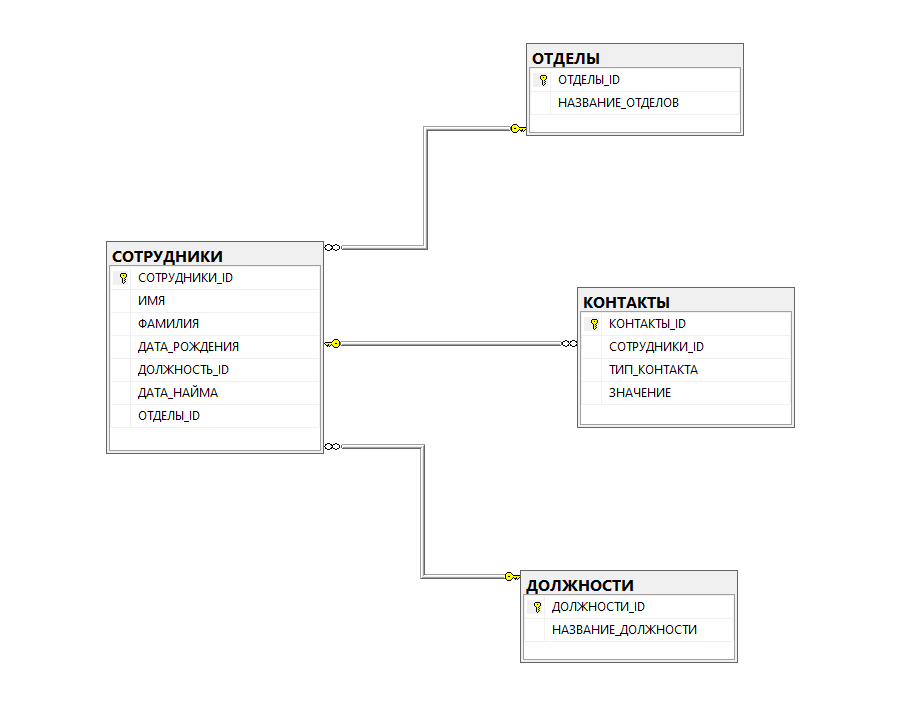 ОТДЕЛЫ
ОТДЕЛЫ_ID
НАЗВАНИЕ_ОТДЕЛОВ
СОТРУДНИКИ
СОТРУДНИКИ_ID
ИМЯ
ФАМИЛИЯ
ДАТА_РОЖДЕНИЯ
ДОЛЖНОСТЬ_ID
ДАТА_НАЙМА
ОТДЕЛЫ_ID
КОНТАКТЫ
КОНТАКТЫ_ID
СОТРУДНИКИ_ID
ТИП_КОНТАКТА
ЗНАЧЕНИЕ
ДОЛЖНОСТИ
ДОЛЖНОСТИ_ID
НАЗВАНИЕ_ДОЛЖНОСТИ